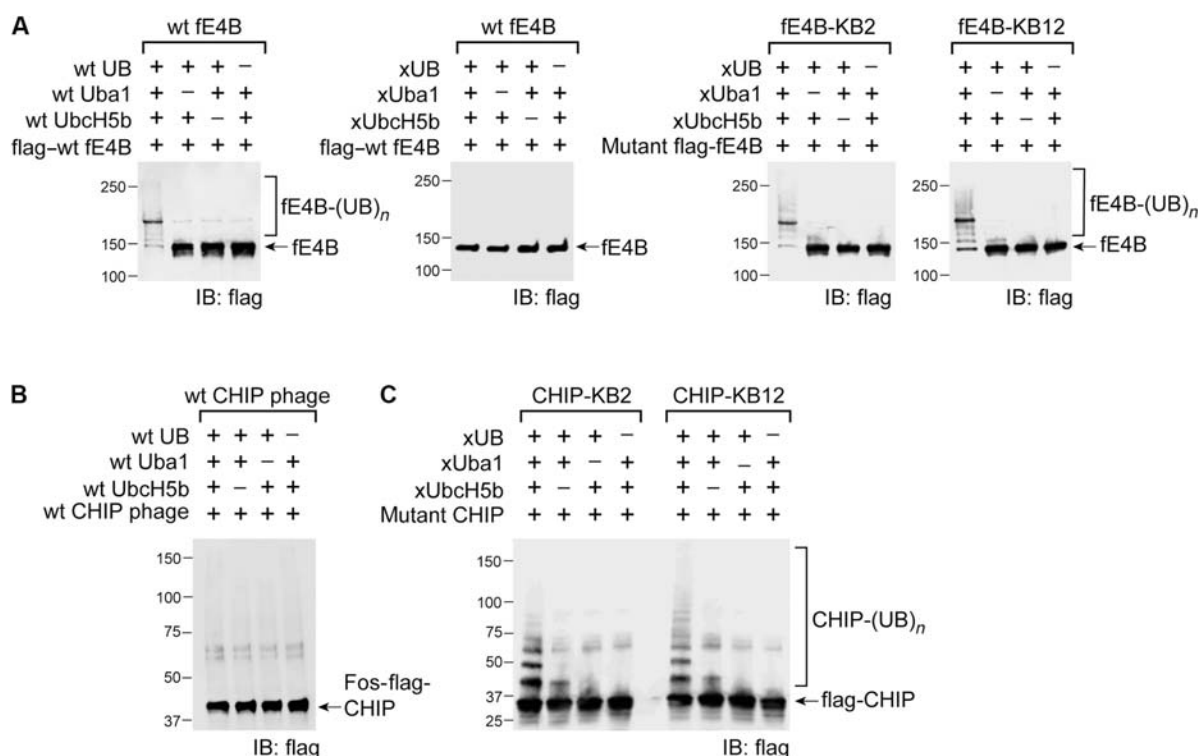 A
wt fE4B
wt UB + + + –
wt Uba1 + – + +
wt UbcH5b + + – +
flag–wt fE4B + + + +
250
150
100
fE4B-(UB)n
fE4B
IB: flag
wt fE4B
xUB + + + –
xUba1 + – + +
xUbcH5b + + – +
flag–wt fE4B + + + +
250
150
100
fE4B
IB: flag
fE4B-KB2 fE4B-KB12
xUB + + + – + + + –
xUba1 + – + + + – + +
xUbcH5b + + – + + + – +
Mutant flag-fE4B + + + + + + + +
250
150
100
fE4B
IB: flag
250
150
100
fE4B-(UB)n
fE4B
IB: flag
B
wt CHIP phage
wt UB + + + –
wt Uba1 + + – +
wt UbcH5b + – + +
wt CHIP phage + + + +
150
100
75
50
37
Fos-flag-
CHIP
IB: flag
C
CHIP-KB2 CHIP-KB12
xUB + + + – + + + –
xUba1 + + – + + + – +
xUbcH5b + – + + + – + +
Mutant CHIP + + + + + + + +
150
100
75
50
37
25
CHIP-(UB)n
flag-CHIP
IB: flag